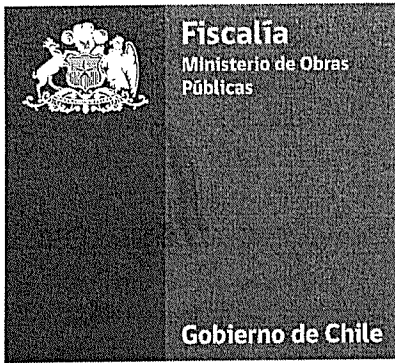 Fiscalía
Ministerio de Obras
Públicas
Gobierno de Chile